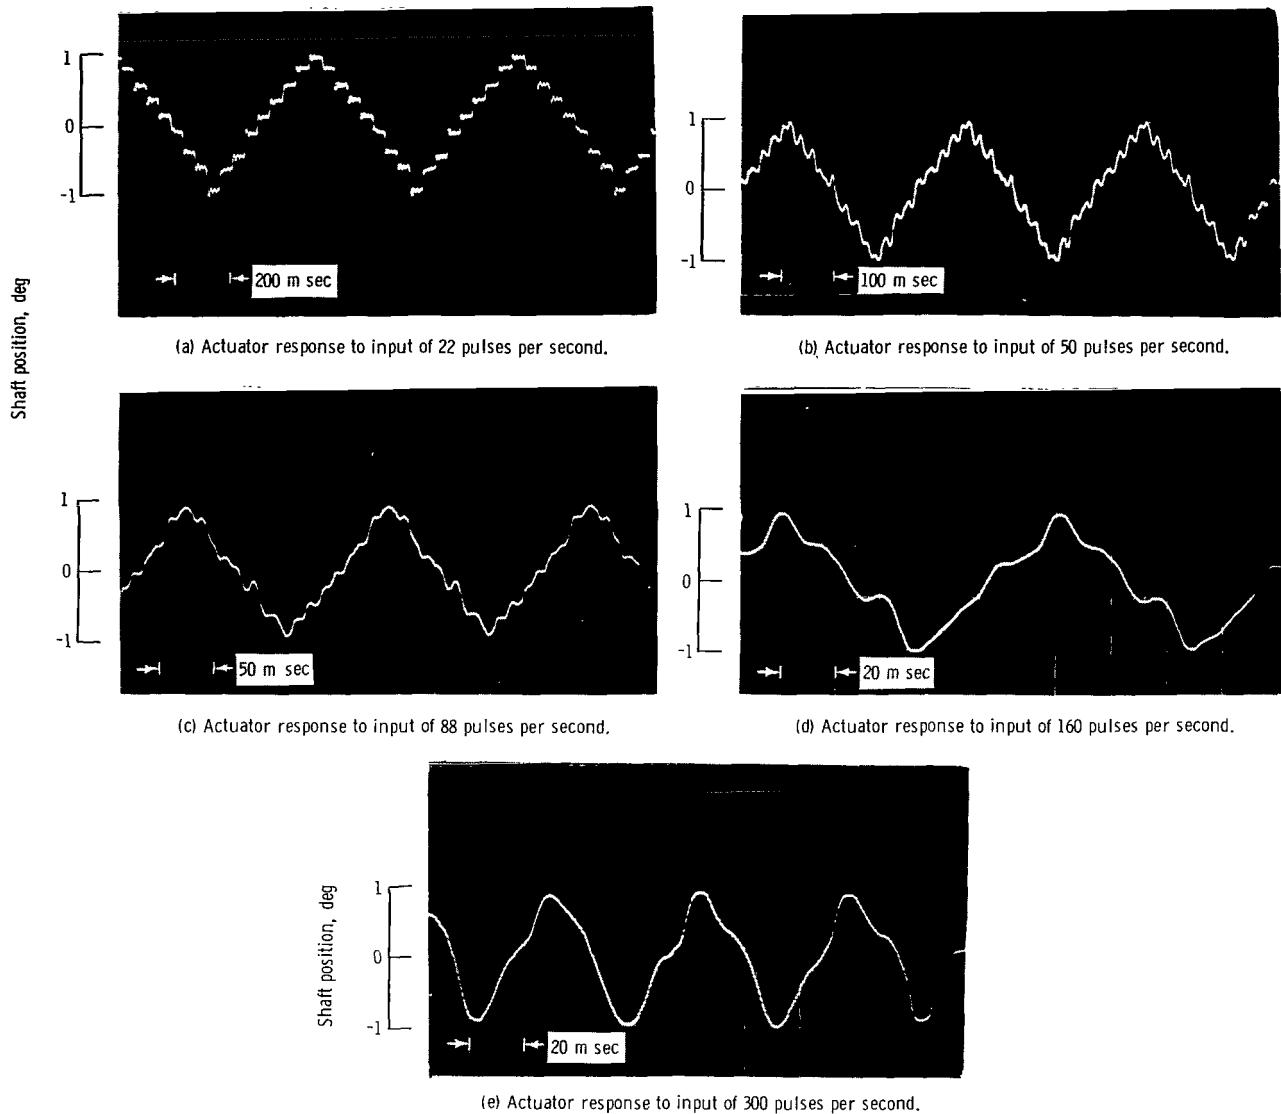 Shaft position, deg
1
0
-1
200 m sec
(a) Actuator response to input of 22 pulses per second.
1
0
-1
100 m sec
(b) Actuator response to input of 50 pulses per second.
1
0
-1
50 m sec
(c) Actuator response to input of 88 pulses per second.
1
0
-1
20 m sec
(d) Actuator response to input of 160 pulses per second.
Shaft position, deg
1
0
-1
20 m sec
(e) Actuator response to input of 300 pulses per second.